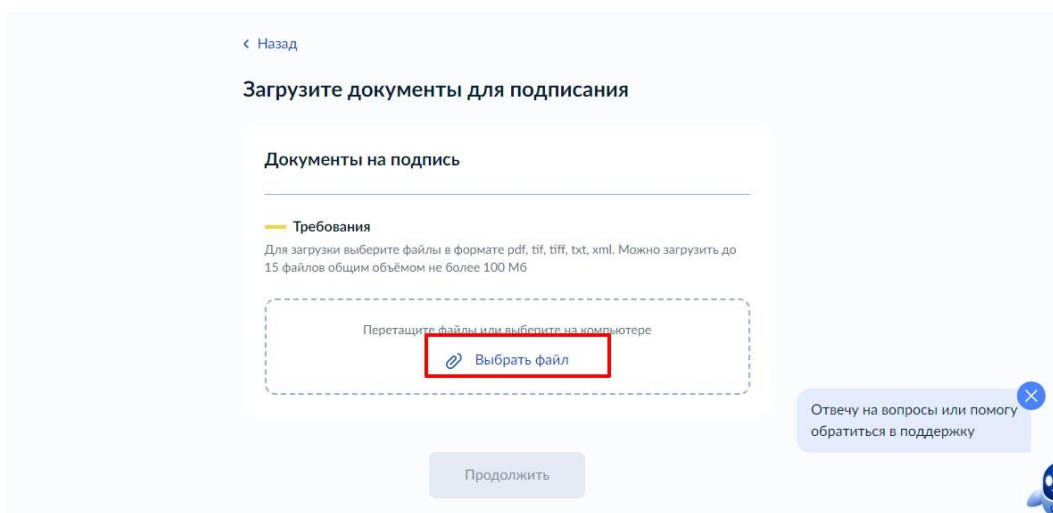 Назад
Загрузите документы для подписания
Документы на подпись
Требования
Для загрузки выберите файлы в формате pdf, tif, tiff, txt, xml. Можно загрузить до
15 файлов общим объёмом не более 100 Мб
Перетащите файлы или выберите на компьютере
Выбрать файл
Отвечу на вопросы или помогу
обратиться в поддержку
Продолжить